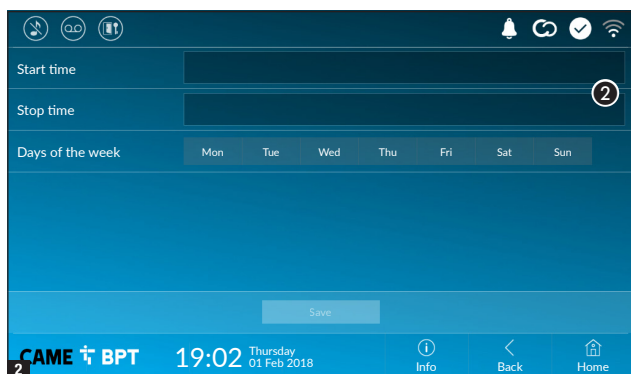 Start time
2
Stop time
Days of the week Mon Tue Wed Thu Fri Sat Sun
Save
CAME BPT 19:02 Thursday
01 Feb 2018
Info Back Home
2